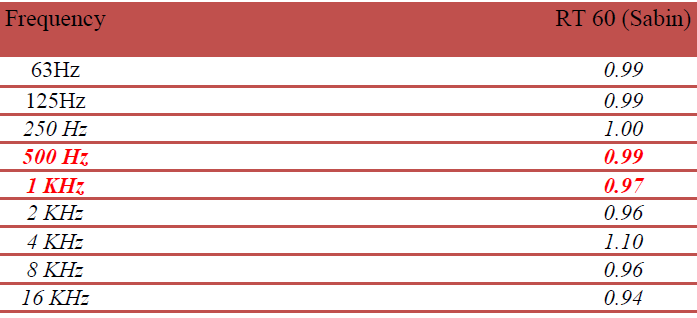 Frequency RT 60 (Sabin)
63Hz 0.99
125Hz 0.99
250 Hz 1.00
500 Hz 0.99
1 KHz 0.97
2 KHz 0.96
4 KHz 1.10
8 KHz 0.96
16 KHz 0.94